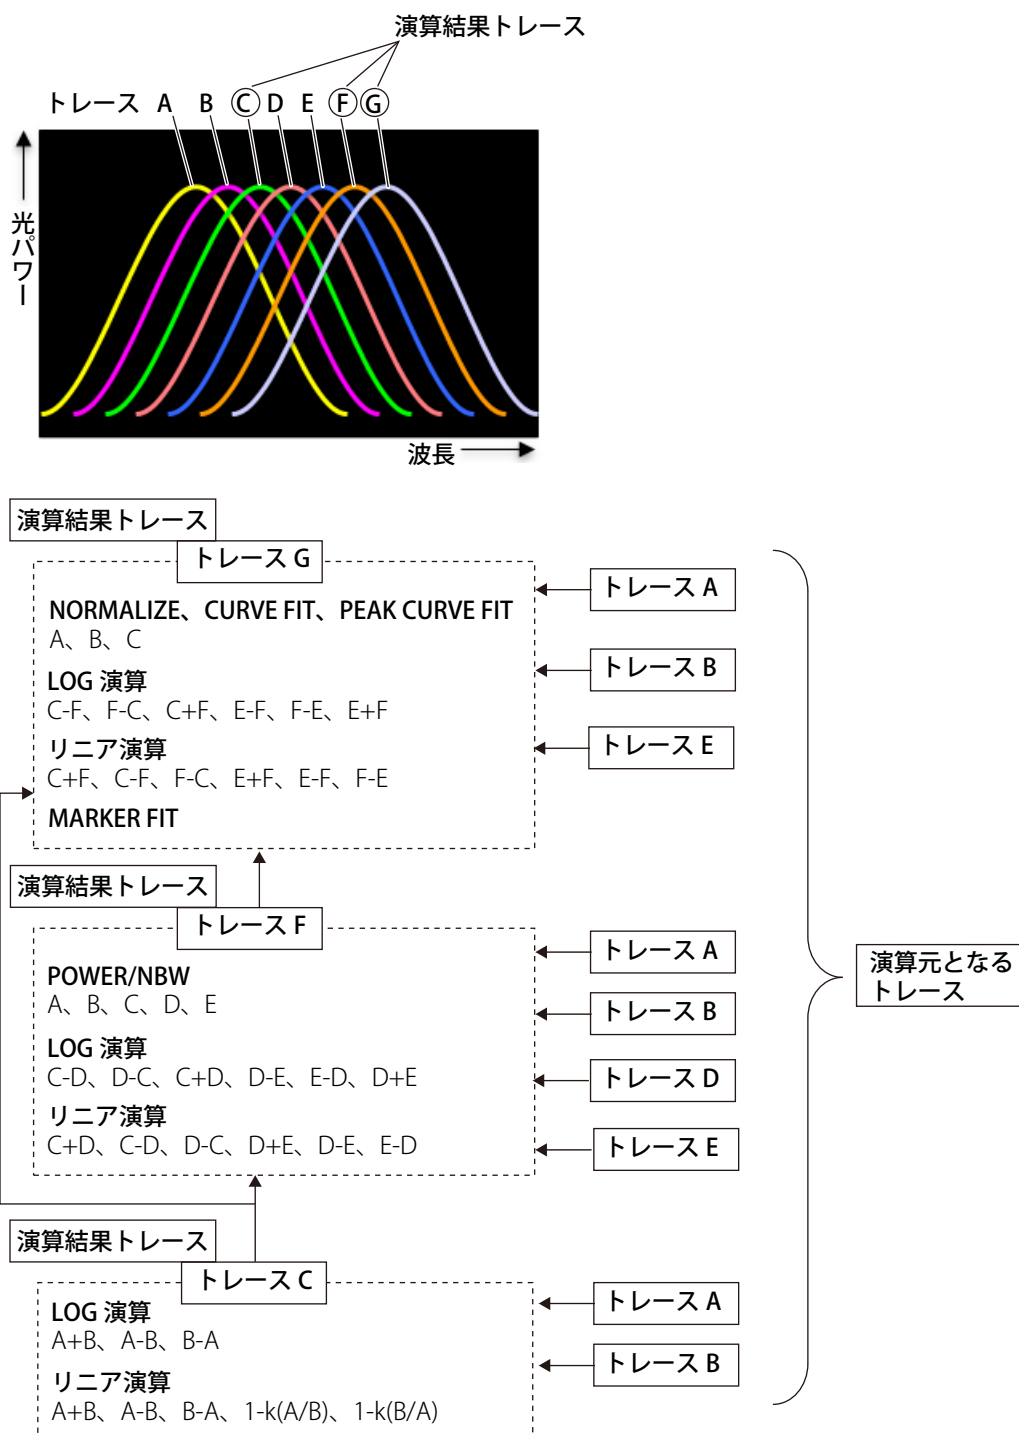 演算結果トレース
トレース A B C D E F G
光パワー
波長
演算結果トレース
トレース G
NORMALIZE、CURVE FIT、PEAK CURVE FIT
A、B、C
LOG 演算
C-F、F-C、C+F、E-F、F-E、E+F
リニア演算
C+F、C-F、F-C、E+F、E-F、F-E
MARKER FIT
トレース A
トレース B
トレース E
演算結果トレース
トレース F
POWER/NBW
A、B、C、D、E
LOG 演算
C-D、D-C、C+D、D-E、E-D、D+E
リニア演算
C+D、C-D、D-C、D+E、D-E、E-D
トレース A
トレース B
トレース D
トレース E
演算元となる
トレース
演算結果トレース
トレース C
LOG 演算
A+B、A-B、B-A
リニア演算
A+B、A-B、B-A、1-k(A/B)、1-k(B/A)
トレース A
トレース B